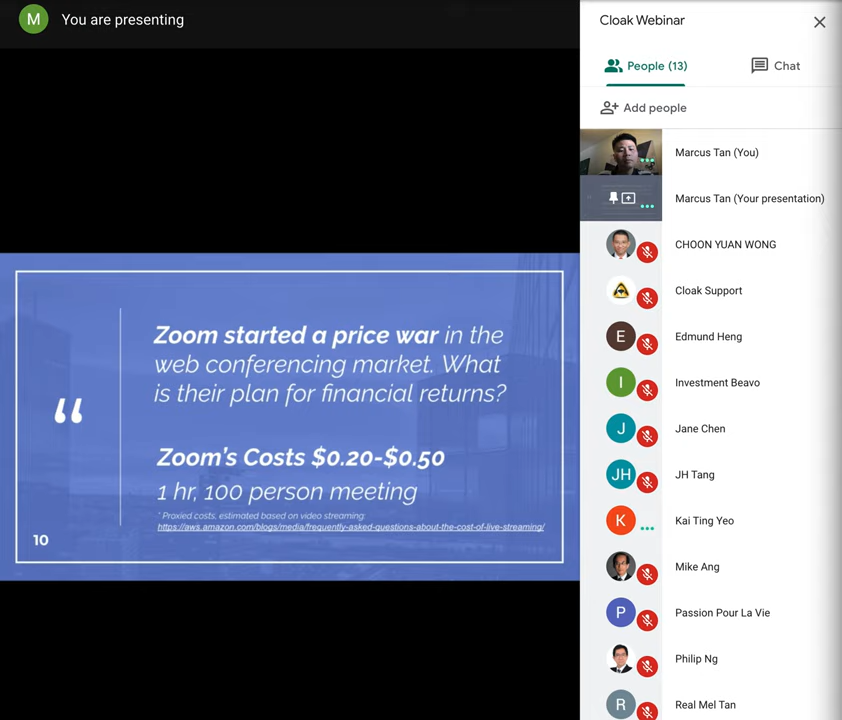 M
You are presenting
Cloak Webinar
People (13)
Chat
Add people
Marcus Tan (You)
Marcus Tan (Your presentation)
CHOON YUAN WONG
Cloak Support
E
Edmund Heng
I
Investment Beavo
J
Jane Chen
JH
JH Tang
K
Kai Ting Yeo
Mike Ang
P
Passion Pour La Vie
Philip Ng
R
Real Mel Tan
“
Zoom started a price war in the
web conferencing market. What
is their plan for financial returns?
Zoom's Costs $0.20-$0.50
1 hr, 100 person meeting
* Proxied costs, estimated based on video streaming:
https://aws.amazon.com/blogs/media/frequently-asked-questions-about-the-cost-of-live-streaming/
10